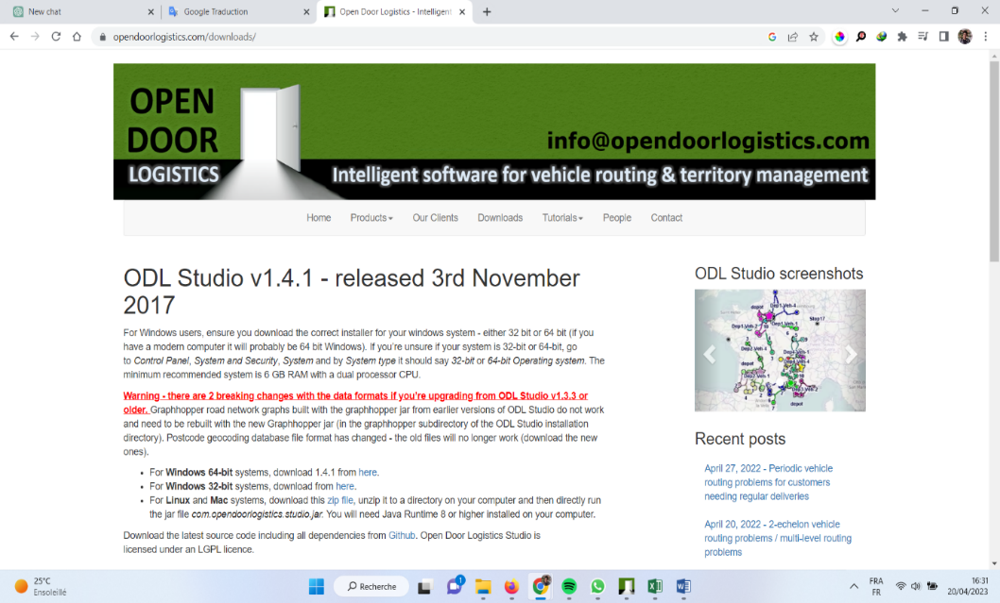 New chat
Google Traduction
Open Door Logistics - Intelligent
opendoorlogistics.com/downloads/
OPEN
DOOR
LOGISTICS
info@opendoorlogistics.com
Intelligent software for vehicle routing & territory management
Home Products Our Clients Downloads Tutorials People Contact
ODL Studio v1.4.1 - released 3rd November
2017
For Windows users, ensure you download the correct installer for your windows system - either 32 bit or 64 bit (if you
have a modern computer it will probably be 64 bit Windows). If you're unsure if your system is 32-bit or 64-bit, go
to Control Panel, System and Security, System and by System type it should say 32-bit or 64-bit Operating system. The
minimum recommended system is 6 GB RAM with a dual processor CPU.
Warning - there are 2 breaking changes with the data formats if you're upgrading from ODL Studio v1.3.3 or
older. Graphhopper road network graphs built with the graphhopper jar from earlier versions of ODL Studio do not work
and need to be rebuilt with the new Graphhopper jar (in the graphhopper subdirectory of the ODL Studio installation
directory). Postcode geocoding database file format has changed - the old files will no longer work (download the new
ones).
• For Windows 64-bit systems, download 1.4.1 from here.
• For Windows 32-bit systems, download from here.
• For Linux and Mac systems, download this zip file, unzip it to a directory on your computer and then directly run
the jar file com.opendoorlogistics.studio.jar. You will need Java Runtime 8 or higher installed on your computer.
Download the latest source code including all dependencies from Github. Open Door Logistics Studio is
licensed under an LGPL licence.
ODL Studio screenshots
Recent posts
April 27, 2022 - Periodic vehicle
routing problems for customers
needing regular deliveries
April 20, 2022 - 2-echelon vehicle
routing problems / multi-level routing
problems
25°C
Ensoleillé
Recherche
1
FRA
FR
16:31
20/04/2023